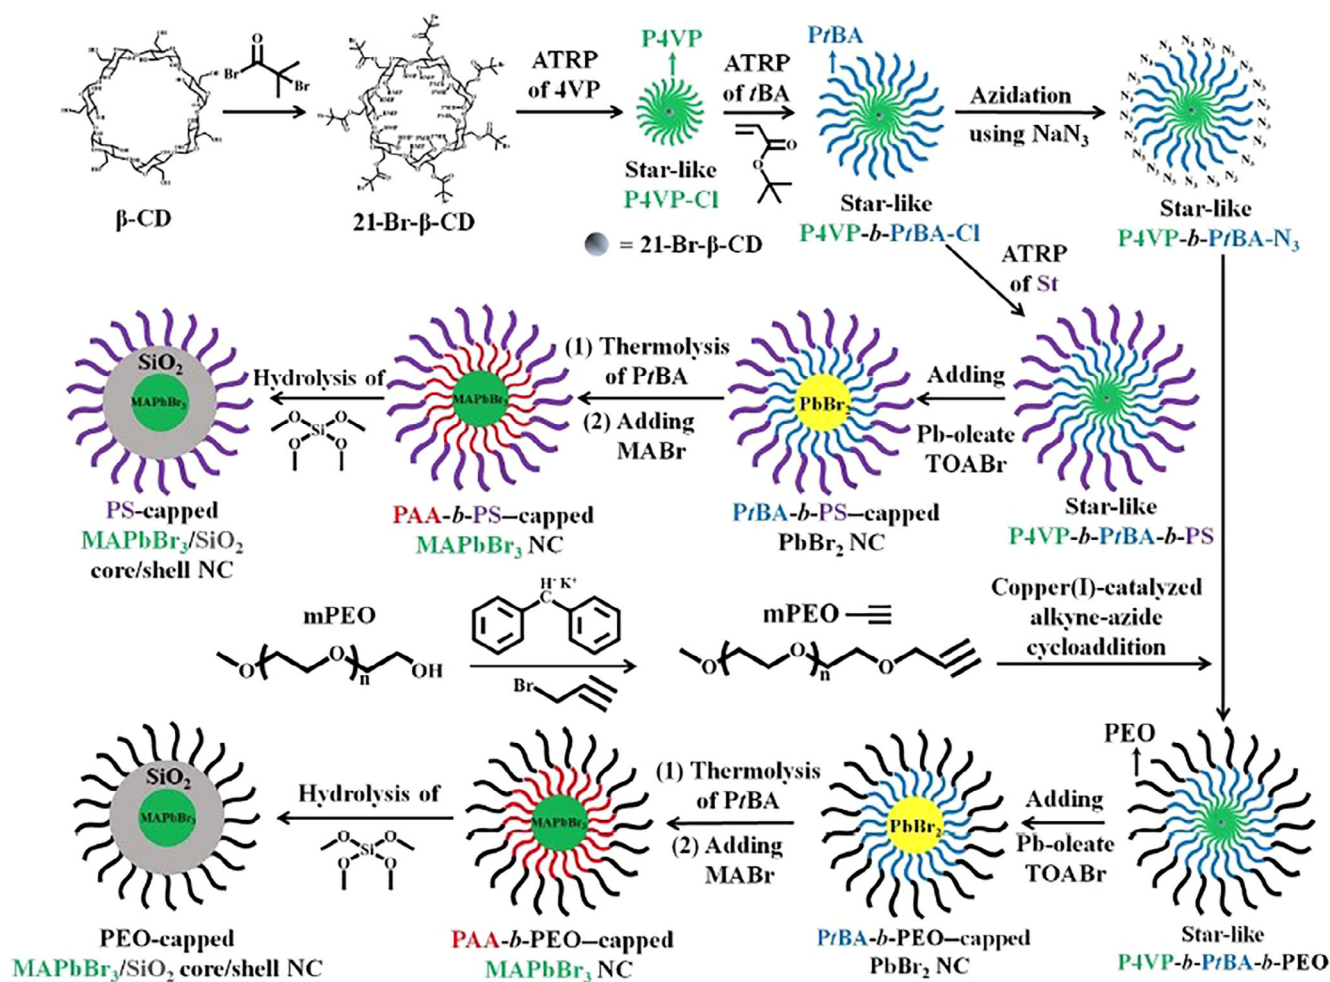 Br
O
Br
β-CD
21-Br-β-CD
ATRP
of 4VP
P4VP
Star-like
P4VP-Cl
= 21-Br-β-CD
ATRP
of tBA
O
O
PtBA
Star-like
P4VP-b-PtBA-Cl
Azidation
using NaN3
N3
Star-like
P4VP-b-PtBA-N3
ATRP
of St
SiO2
MAPbBr3
PS-capped
MAPbBr3/SiO2
core/shell NC
Hydrolysis of
O O
Si
O O
MAPbBr3
PAA-b-PS–capped
MAPbBr3 NC
(1) Thermolysis
of PtBA
(2) Adding
MABr
PbBr2
PtBA-b-PS–capped
PbBr2 NC
Adding
Pb-oleate
TOABr
Star-like
P4VP-b-PtBA-b-PS
mPEO
O O n OH
H- K+
C
Br
mPEO
O O n O
Copper(I)-catalyzed
alkyne-azide
cycloaddition
SiO2
MAPbBr3
PEO-capped
MAPbBr3/SiO2 core/shell NC
Hydrolysis of
O O
Si
O O
MAPbBr3
PAA-b-PEO–capped
MAPbBr3 NC
(1) Thermolysis
of PtBA
(2) Adding
MABr
PbBr2
PtBA-b-PEO–capped
PbBr2 NC
Adding
Pb-oleate
TOABr
PEO
Star-like
P4VP-b-PtBA-b-PEO